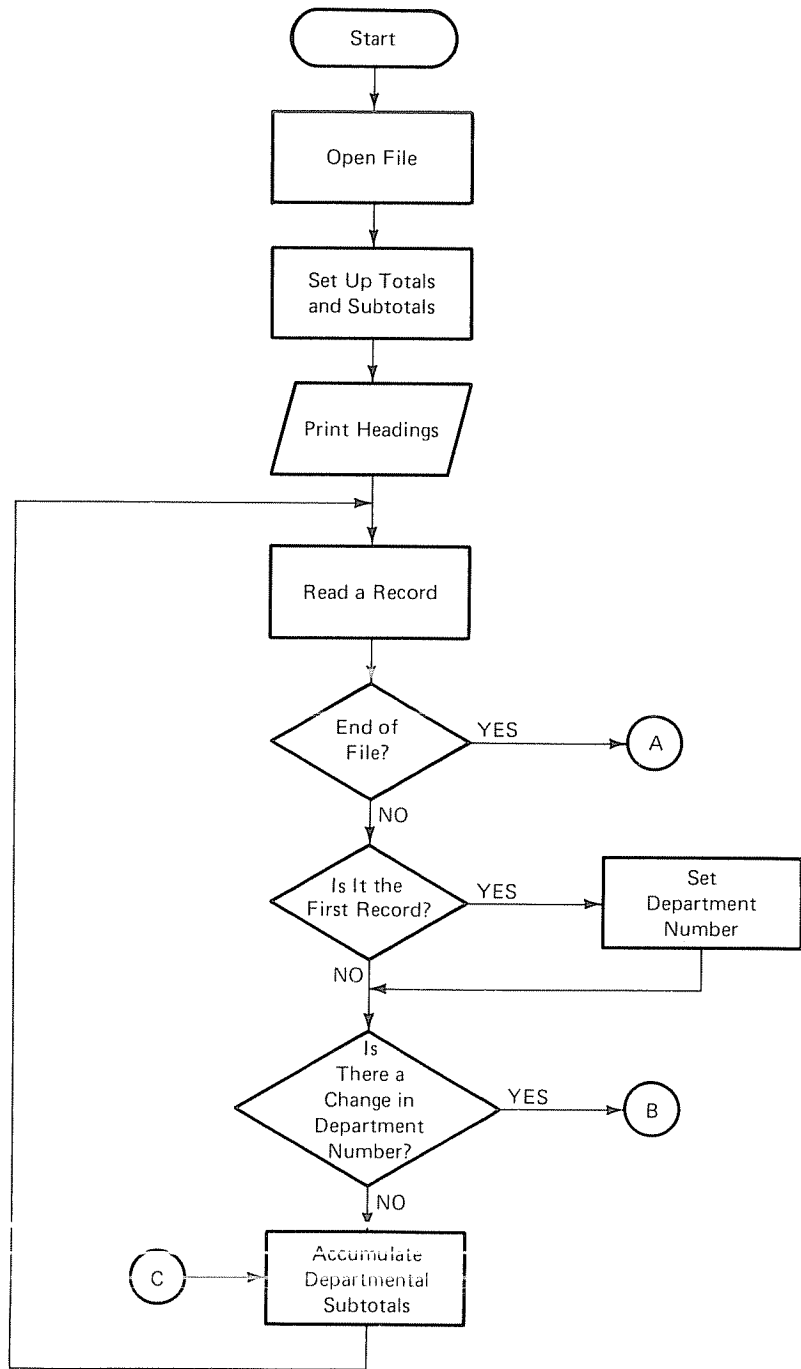 Start
Open File
Set Up Totals
and Subtotals
Print Headings
Read a Record
End of
File?
YES
A
NO
Is It the
First Record?
YES
Set
Department
Number
NO
Is
There a
Change in
Department
Number?
YES
B
NO
C
Accumulate
Departmental
Subtotals